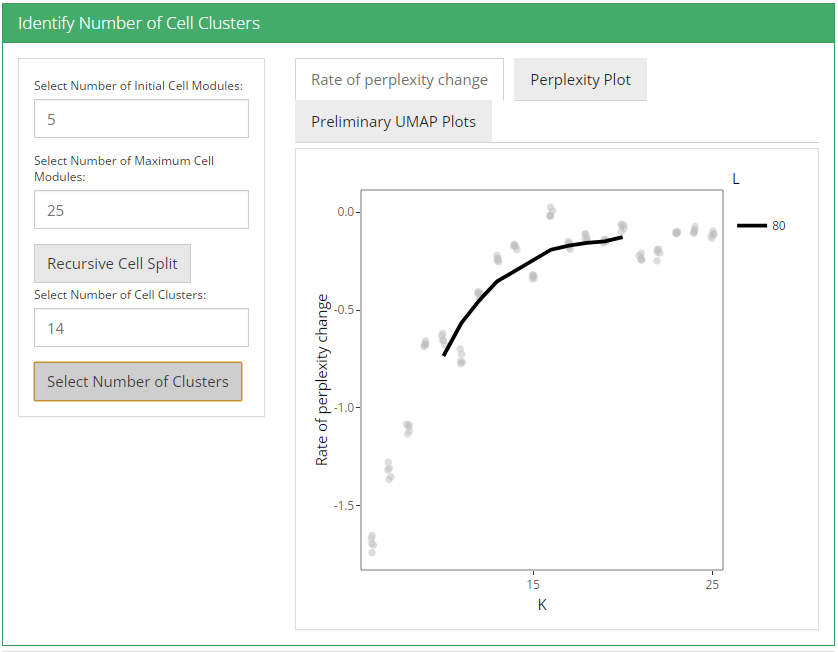 Identify Number of Cell Clusters
Select Number of Initial Cell Modules:
5
Select Number of Maximum Cell
Modules:
25
Recursive Cell Split
Select Number of Cell Clusters:
14
Select Number of Clusters
Rate of perplexity change
Perplexity Plot
Preliminary UMAP Plots
L
80
Rate of perplexity change
0.0
-0.5
-1.0
-1.5
15
25
K